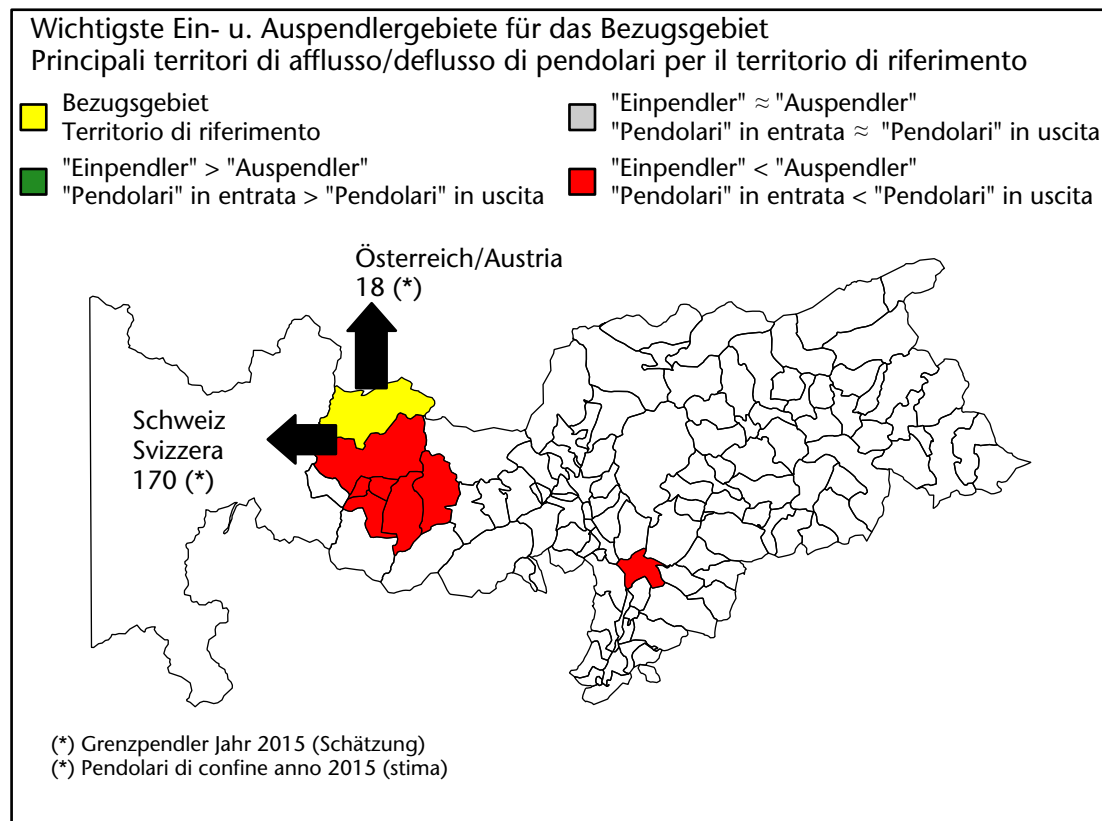 Wichtigste Ein- u. Auspendlergebiete für das Bezugsgebiet
Principali territori di afflusso/deflusso di pendolari per il territorio di riferimento
Bezugsgebiet
Territorio di riferimento
"Einpendler" > "Auspendler"
"Pendolari" in entrata > "Pendolari" in uscita
"Einpendler" ≈ "Auspendler"
"Pendolari" in entrata ≈ "Pendolari" in uscita
"Einpendler" < "Auspendler"
"Pendolari" in entrata < "Pendolari" in uscita
Österreich/Austria
18 (*)
Schweiz
Svizzera
170 (*)
(*) Grenzpendler Jahr 2015 (Schätzung)
(*) Pendolari di confine anno 2015 (stima)